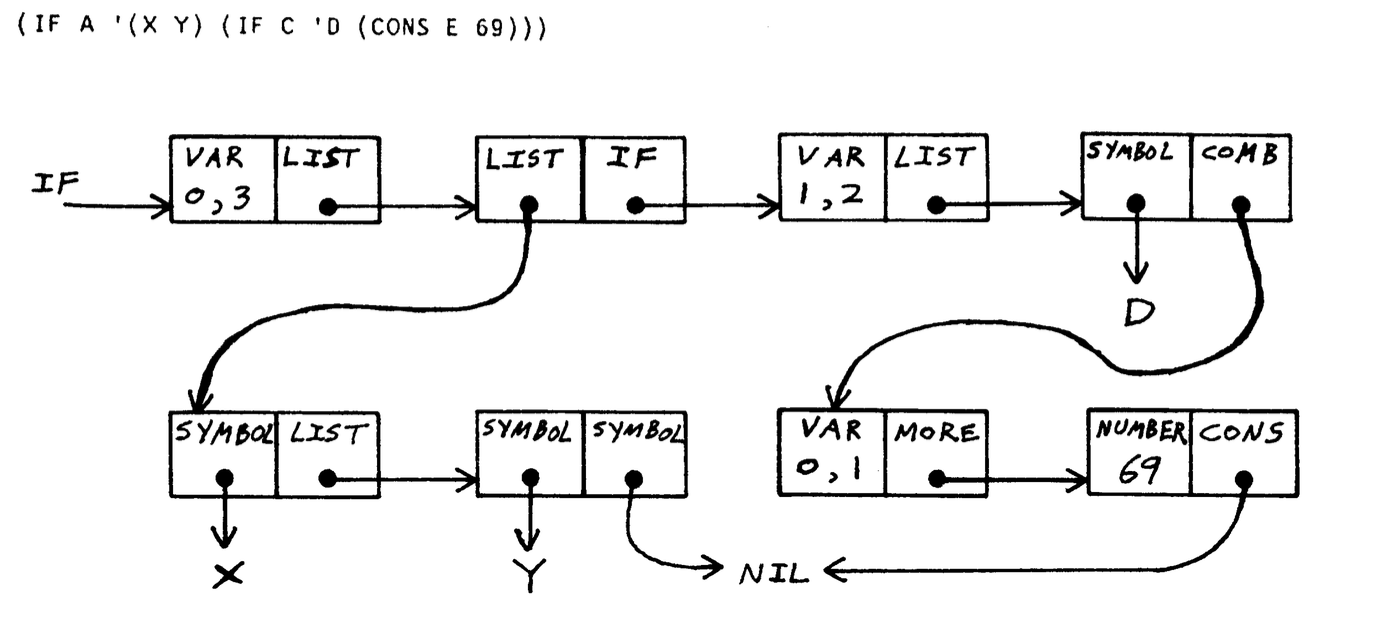 (IF A '(X Y) (IF C 'D (CONS E 69)))
IF
VAR LIST LIST IF VAR LIST SYMBOL COMB
0,3 1,2
D
SYMBOL LIST SYMBOL SYMBOL VAR MORE NUMBER CONS
0,1 69
X Y NIL